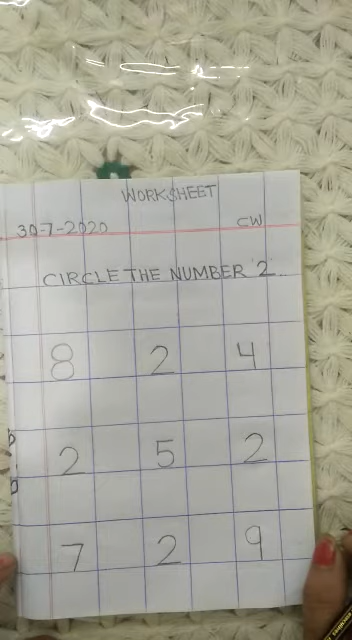 WORKSHEET
30-7-2020 CW
CIRCLE THE NUMBER '2'.
8 2 4
2 5 2
7 2 9